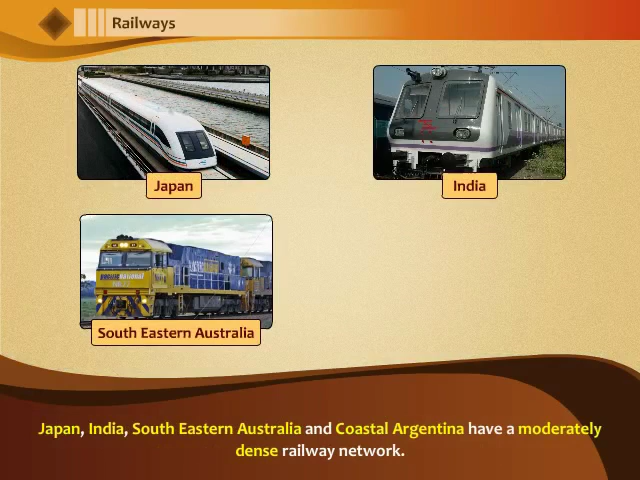 Railways
Japan
India
South Eastern Australia
Japan, India, South Eastern Australia and Coastal Argentina have a moderately
dense railway network.